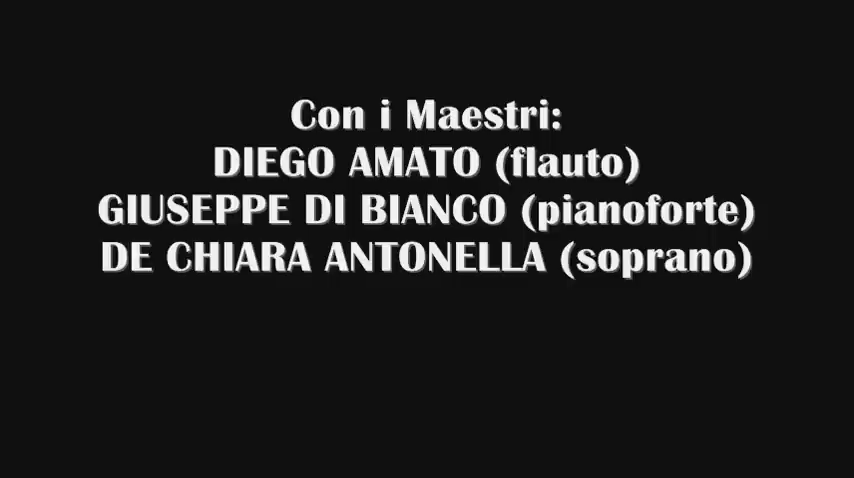 Con i Maestri:
DIEGO AMATO (flauto)
GIUSEPPE DI BIANCO (pianoforte)
DE CHIARA ANTONELLA (soprano)